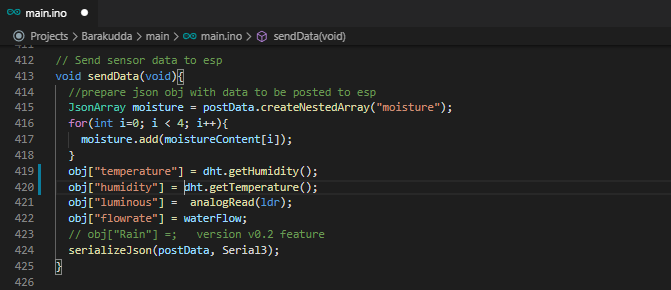 main.ino
Projects > Barakudda > main > main.ino > sendData(void)
411
412 // Send sensor data to esp
413 void sendData(void){
414 //prepare json obj with data to be posted to esp
415 JsonArray moisture = postData.createNestedArray("moisture");
416 for(int i=0; i < 4; i++){
417 moisture.add(moistureContent[i]);
418 }
419 obj["temperature"] = dht.getHumidity();
420 obj["humidity"] = dht.getTemperature();
421 obj["luminous"] =  analogRead(ldr);
422 obj["flowrate"] = waterFlow;
423 // obj["Rain"] =;   version v0.2 feature
424 serializeJson(postData, Serial3);
425 }
426